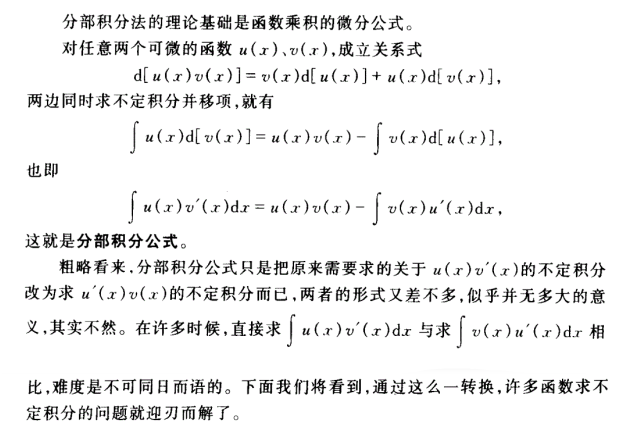 分部积分法的理论基础是函数乘积的微分公式。
对任意两个可微的函数 u(x)、v(x),成立关系式
d[u(x)v(x)]=v(x)d[u(x)]+u(x)d[v(x)],
两边同时求不定积分并移项,就有
∫u(x)d[v(x)]=u(x)v(x)-∫v(x)d[u(x)],
也即
∫u(x)v′(x)dx=u(x)v(x)-∫v(x)u′(x)dx,
这就是分部积分公式。
粗略看来,分部积分公式只是把原来需要求的关于 u(x)v′(x)的不定积分
改为求 u′(x)v(x)的不定积分而已,两者的形式又差不多,似乎并无多大的意
义,其实不然。在许多时候,直接求∫u(x)v′(x)dx 与求∫v(x)u′(x)dx 相
比,难度是不可同日而语的。下面我们将看到,通过这么一转换,许多函数求不
定积分的问题就迎刃而解了。